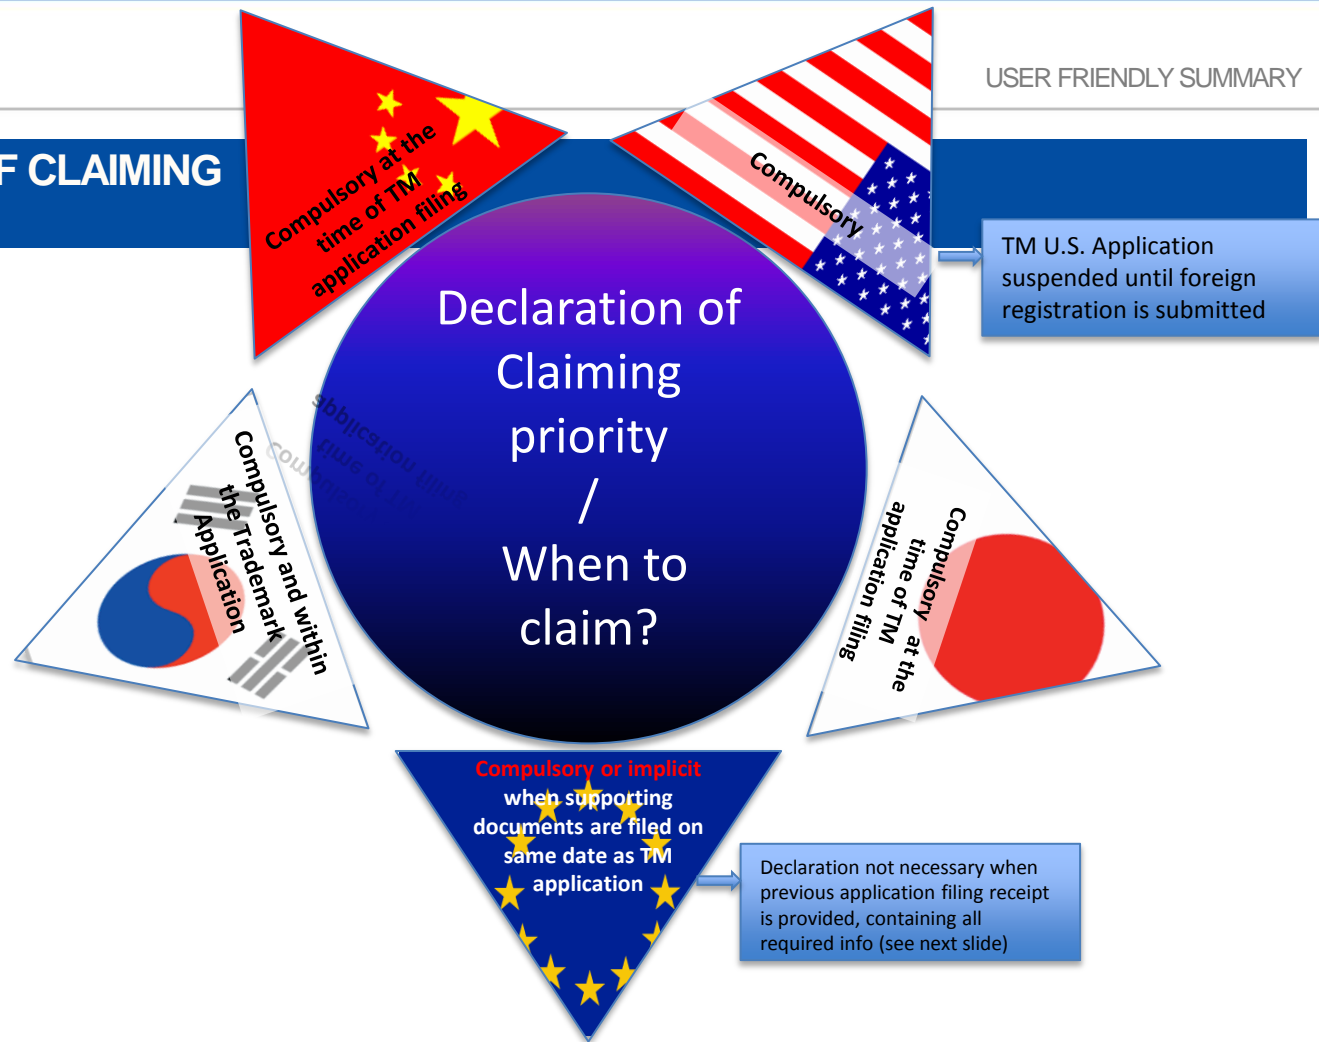 USER FRIENDLY SUMMARY
F CLAIMING
Compulsory at the
time of TM
application filing
Compulsory
TM U.S. Application
suspended until foreign
registration is submitted
Declaration of
Claiming
priority
/
When to
claim?
Compulsory and within
the Trademark
Application
Compulsory at the
time of TM
application filing
Compulsory or implicit
when supporting
documents are filed on
same date as TM
application
Declaration not necessary when
previous application filing receipt
is provided, containing all
required info (see next slide)